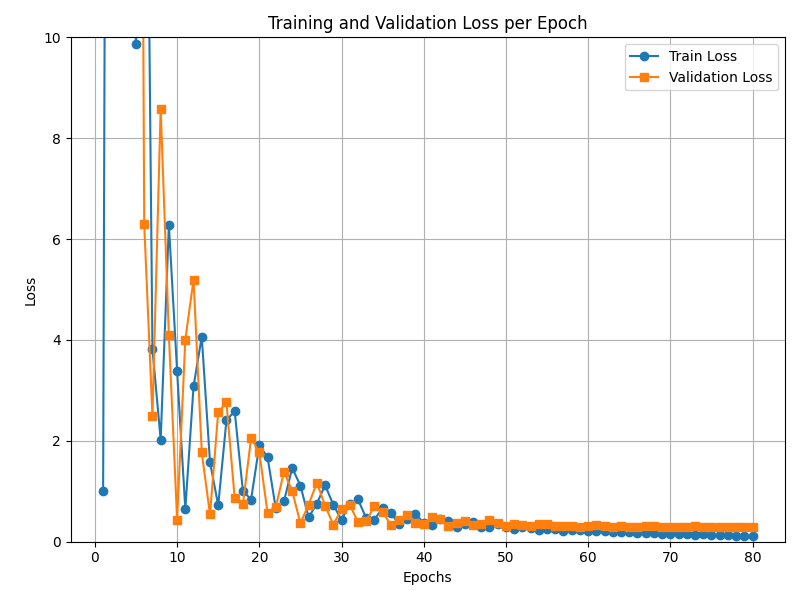 Training and Validation Loss per Epoch
Train Loss
Validation Loss
Loss
10
8
6
4
2
0
0 10 20 30 40 50 60 70 80
Epochs